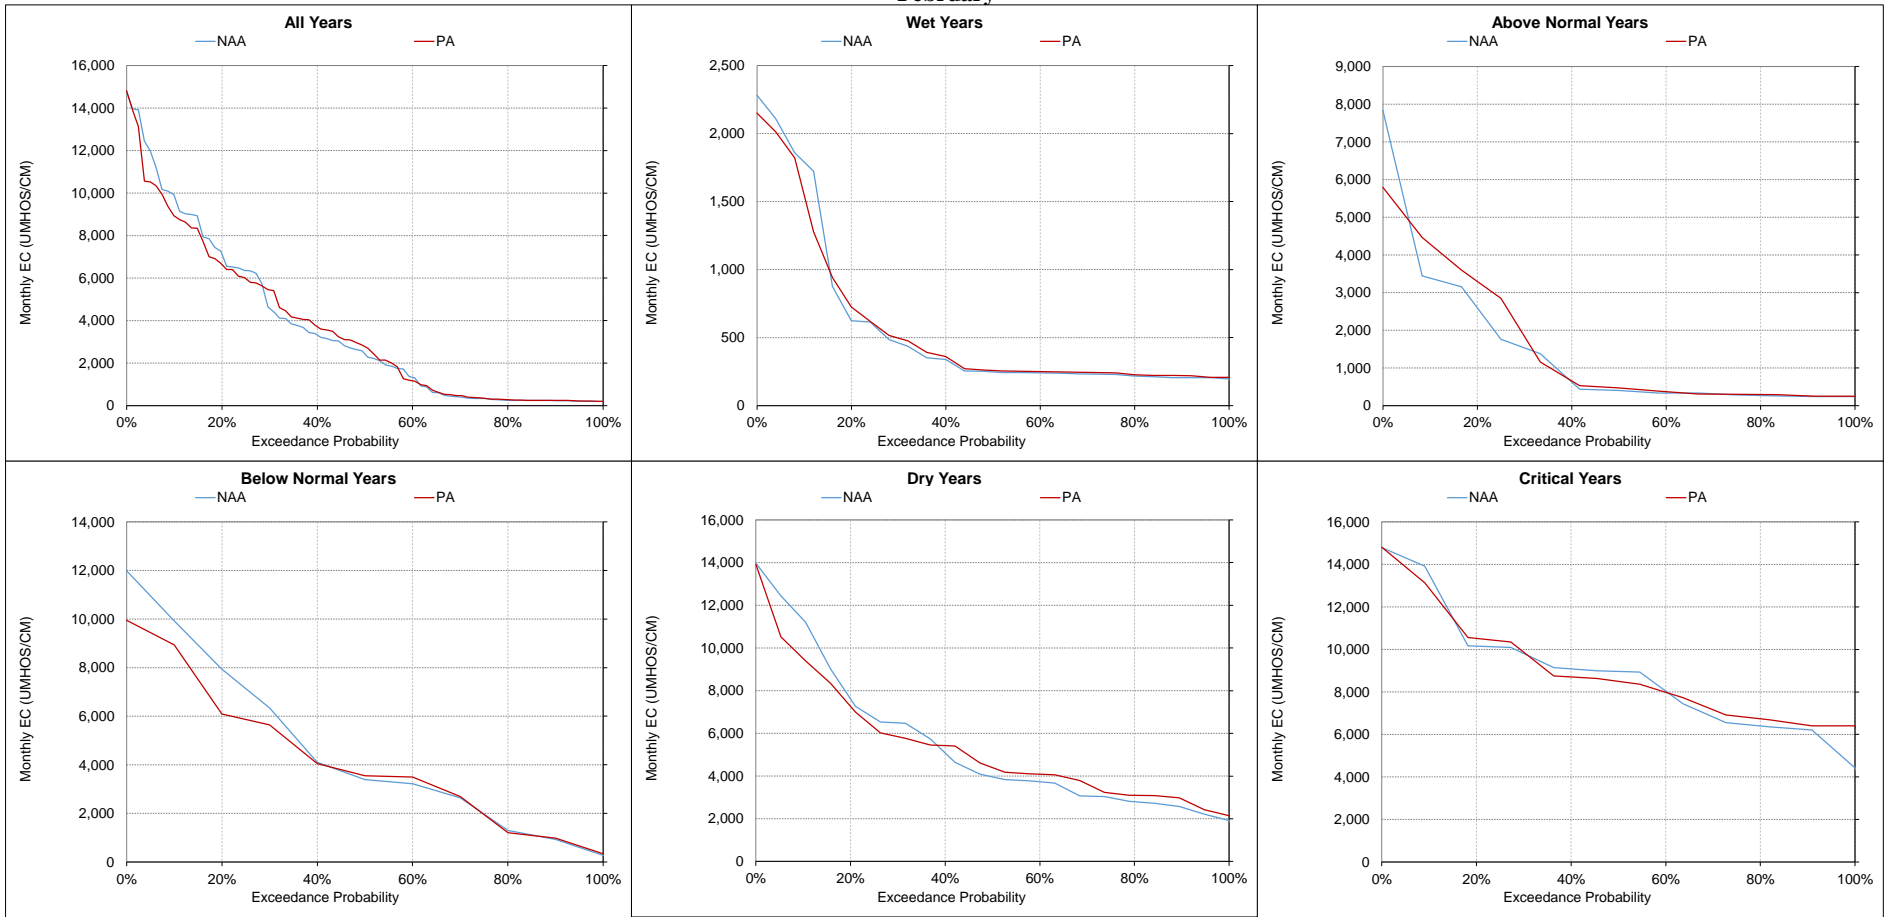 February
All Years
NAA PA
16,000
14,000
12,000
10,000
8,000
6,000
4,000
2,000
0
Monthly EC (UMHOS/CM)
0% 20% 40% 60% 80% 100%
Exceedance Probability
Wet Years
NAA PA
2,500
2,000
1,500
1,000
500
0
Monthly EC (UMHOS/CM)
0% 20% 40% 60% 80% 100%
Exceedance Probability
Above Normal Years
NAA PA
9,000
8,000
7,000
6,000
5,000
4,000
3,000
2,000
1,000
0
Monthly EC (UMHOS/CM)
0% 20% 40% 60% 80% 100%
Exceedance Probability
Below Normal Years
NAA PA
14,000
12,000
10,000
8,000
6,000
4,000
2,000
0
Monthly EC (UMHOS/CM)
0% 20% 40% 60% 80% 100%
Exceedance Probability
Dry Years
NAA PA
16,000
14,000
12,000
10,000
8,000
6,000
4,000
2,000
0
Monthly EC (UMHOS/CM)
0% 20% 40% 60% 80% 100%
Exceedance Probability
Critical Years
NAA PA
16,000
14,000
12,000
10,000
8,000
6,000
4,000
2,000
0
Monthly EC (UMHOS/CM)
0% 20% 40% 60% 80% 100%
Exceedance Probability